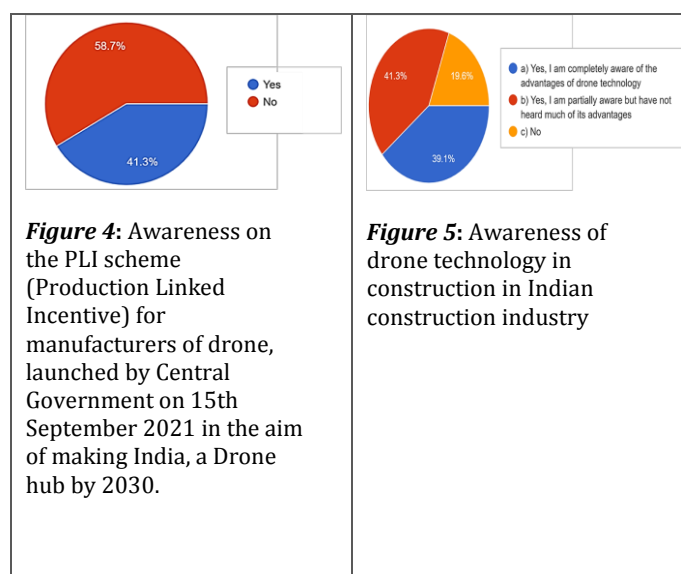 58.7%
41.3%
Yes
No
Figure 4: Awareness on
the PLI scheme
(Production Linked
Incentive) for
manufacturers of drone,
launched by Central
Government on 15th
September 2021 in the aim
of making India, a Drone
hub by 2030.
41.3%
19.6%
39.1%
a) Yes, I am completely aware of the
advantages of drone technology
b) Yes, I am partially aware but have not
heard much of its advantages
c) No
Figure 5: Awareness of
drone technology in
construction in Indian
construction industry